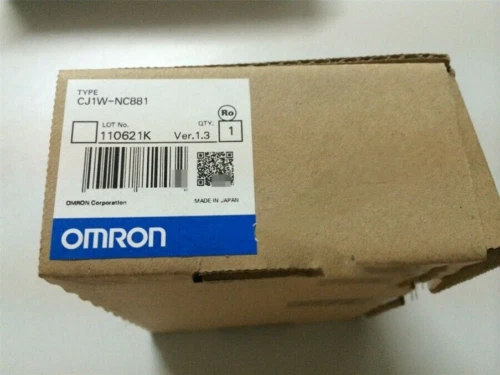 TYPE
CJ1W-NC881
Ro
LOT No. QTY.
110621K Ver.1.3 1
OMRON Corporation MADE IN JAPAN
OMRON